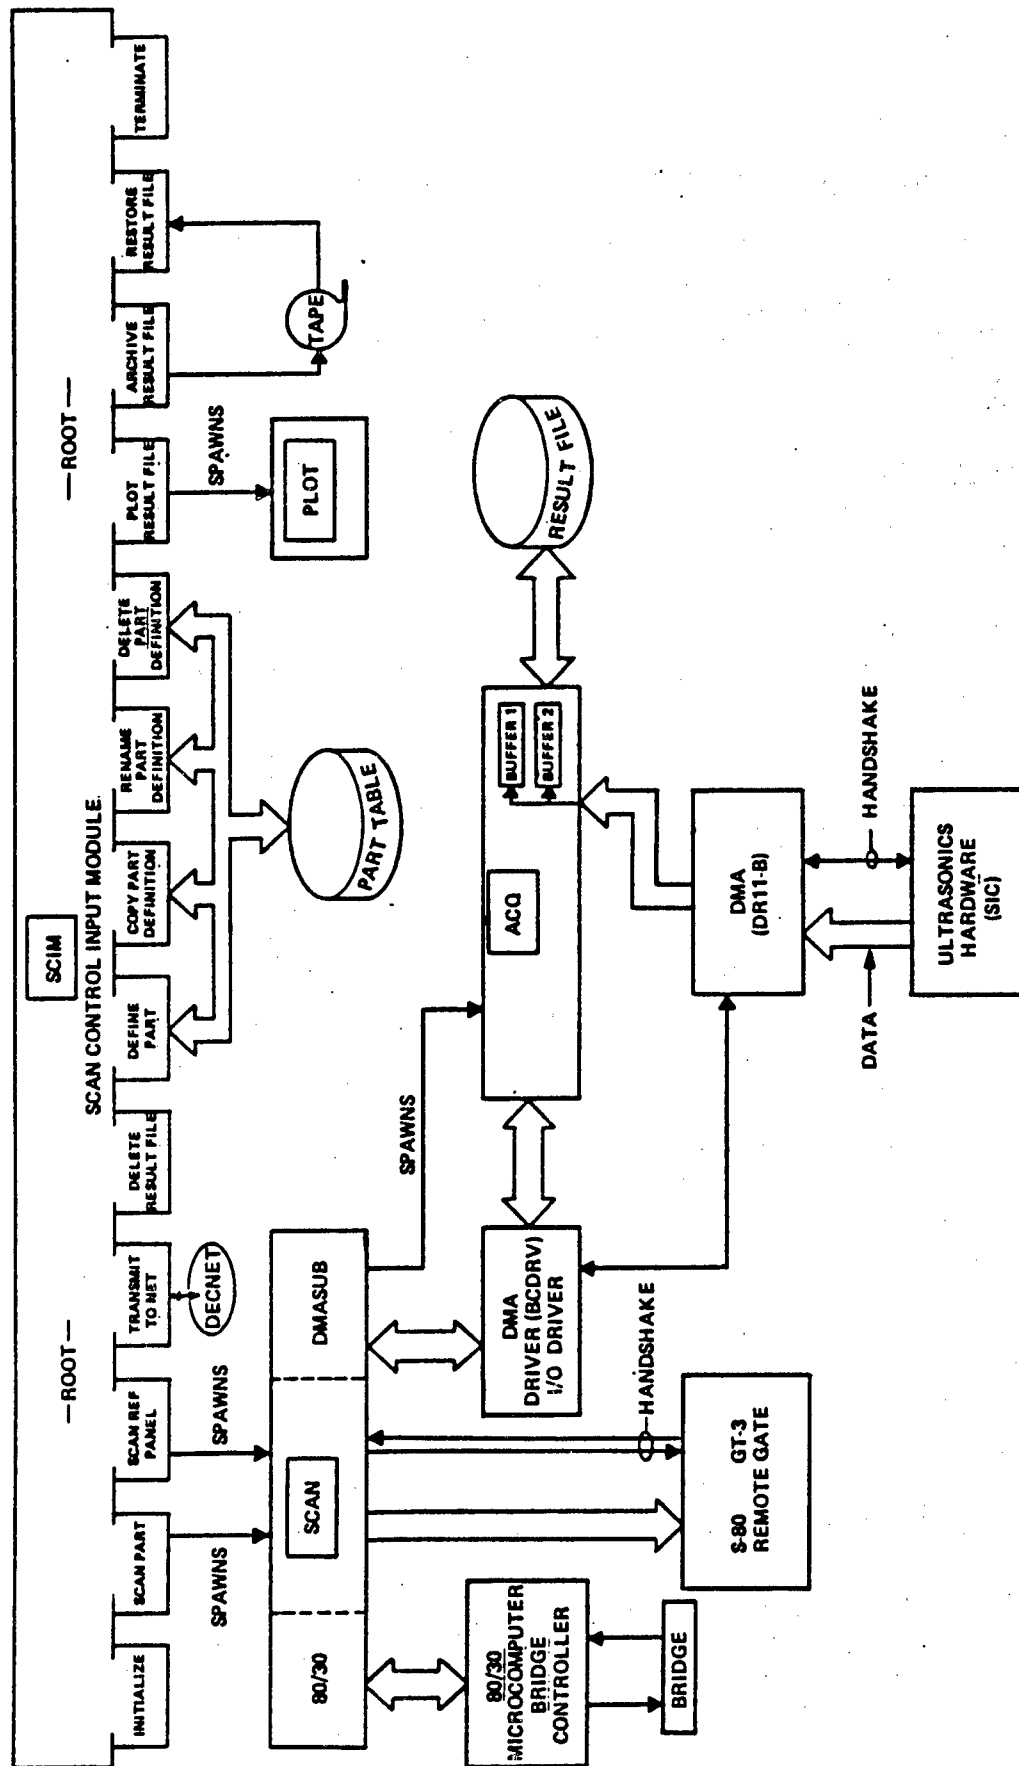 SCIM
SCAN CONTROL INPUT MODULE
—ROOT—
—ROOT—
INITIALIZE
SCAN PART
SCAN REF
PANEL
TRANSMIT
TO NET
DELETE
RESULT FILE
DEFINE
PART
COPY PART
DEFINITION
RENAME
PART
DEFINITION
DELETE
PART
DEFINITION
PLOT
RESULT FILE
ARCHIVE
RESULT FILE
RESTORE
RESULT FILE
TERMINATE
SPAWNS
SPAWNS
DECNET
SPAWNS
TAPE
PLOT
PART TABLE
80/30
SCAN
DMASUB
SPAWNS
80/30
MICROCOMPUTER
BRIDGE
CONTROLLER
BRIDGE
HANDSHAKE
S-80 GT-3
REMOTE GATE
DMA
DRIVER (BCDRV)
I/O DRIVER
ACQ
BUFFER 1
BUFFER 2
RESULT FILE
DMA
(DR11-B)
DATA
HANDSHAKE
ULTRASONICS
HARDWARE
(SIC)